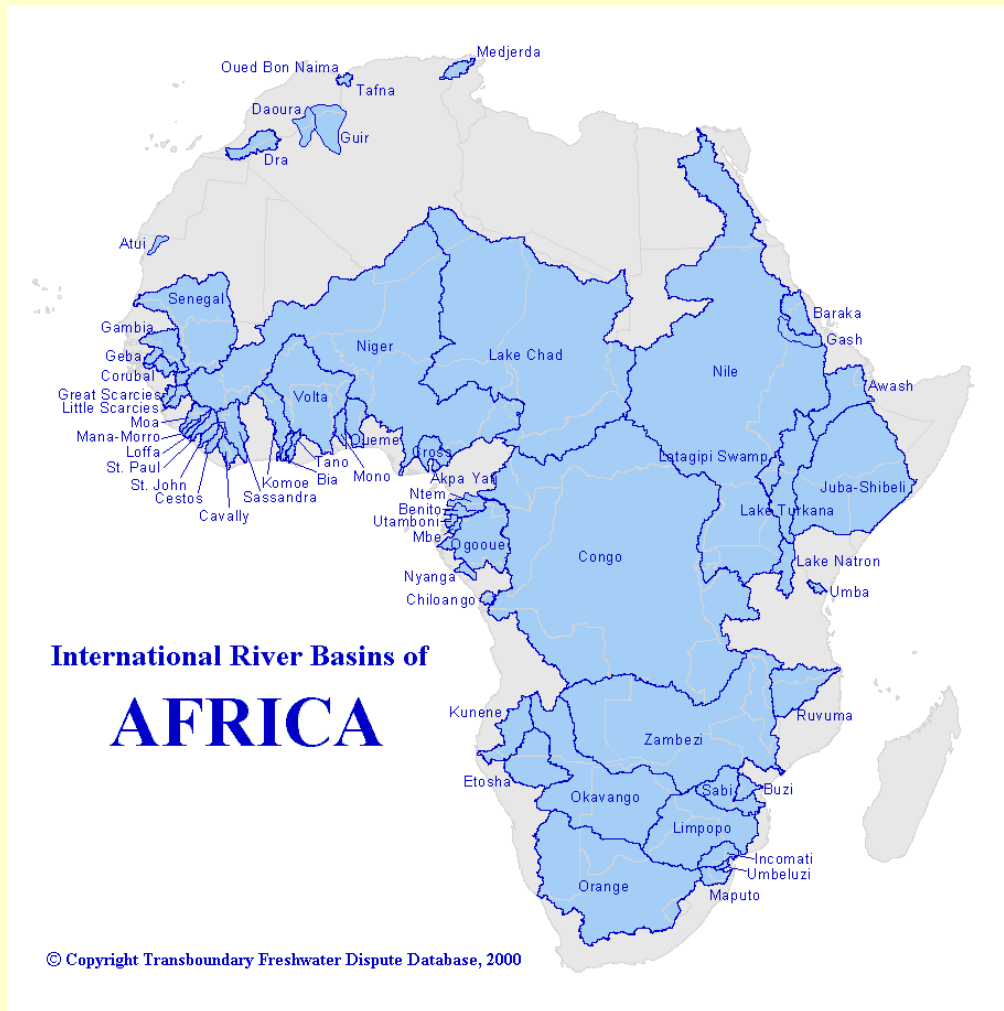 Medjerda
Oued Bon Naima
Tafna
Daoura
Guir
Dra
Atui
Senegal
Gambia
Geba
Corubal
Great Scarcies
Little Scarcies
Moa
Mana-Morro
Loffa
St. Paul
St. John
Cestos
Cavally
Sassandra
Komoe
Bia
Tano
Mono
Oueme
Volta
Niger
Lake Chad
Nile
Baraka
Gash
Awash
Cross
Akpa Yafi
Ntem
Benito
Utamboni
Mbe
Ogooue
Nyanga
Chiloango
Congo
Latagipi Swamp
Juba-Shibeli
Lake Turkana
Lake Natron
Umba
International River Basins of
AFRICA
Kunene
Ruvuma
Zambezi
Etosha
Okavango
Sabi
Buzi
Limpopo
Incomati
Umbeluzi
Maputo
Orange
© Copyright Transboundary Freshwater Dispute Database, 2000